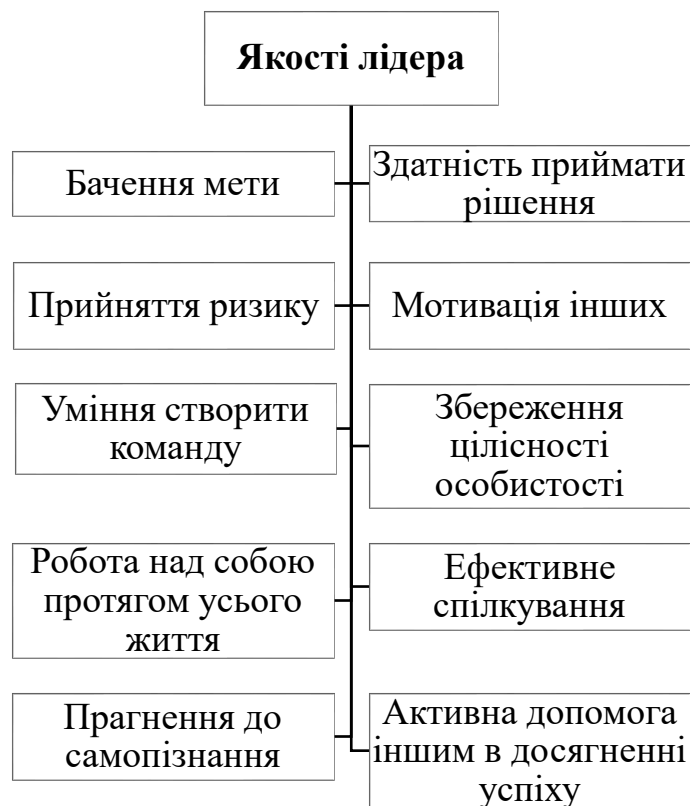 Якості лідера
Бачення мети
Здатність приймати
рішення
Прийняття ризику
Мотивація інших
Уміння створити
команду
Збереження
цілісності
особистості
Робота над собою
протягом усього
життя
Ефективне
спілкування
Прагнення до
самопізнання
Активна допомога
іншим в досягненні
успіху